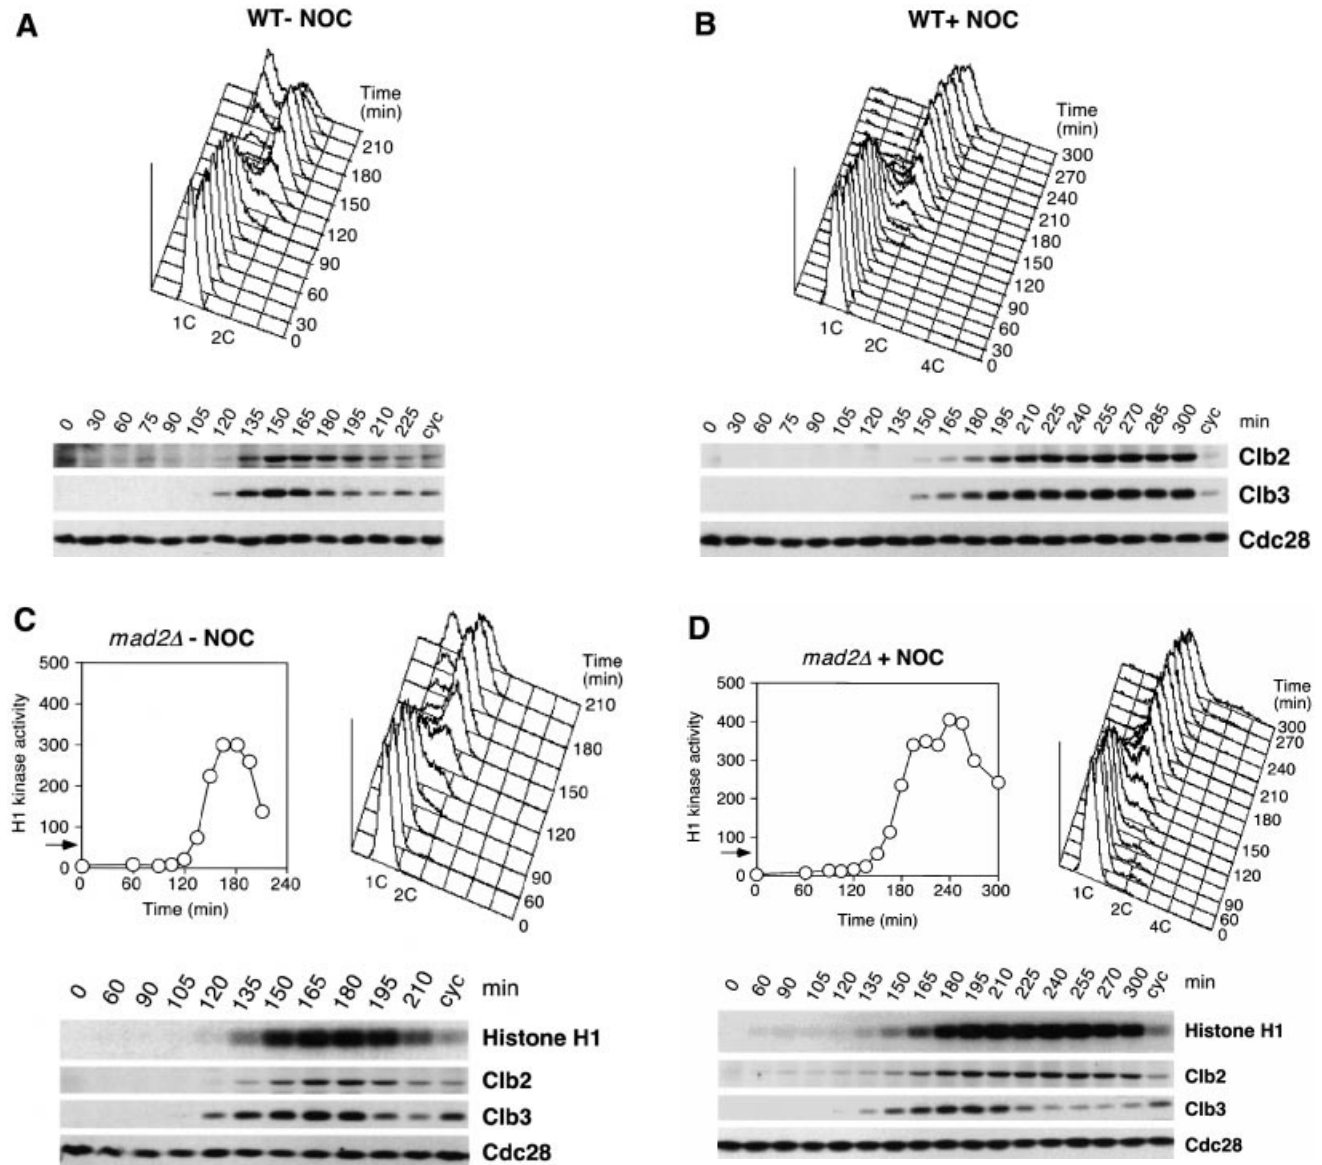 A
WT- NOC
Time
(min)
210
180
150
120
90
60
30
0
1C
2C
0 30 60 75 90 105 120 135 150 165 180 195 210 225 cyc
B
WT+ NOC
Time
(min)
300
270
240
210
180
150
120
90
60
30
0
1C
2C
4C
0 30 60 75 90 105 120 135 150 165 180 195 210 225 240 255 270 285 300 cyc min
Clb2
Clb3
Cdc28
C
mad2Δ - NOC
500
400
300
200
100
0
H1 kinase activity
0 60 120 180 240
Time (min)
Time
(min)
210
180
150
120
90
60
0
1C
2C
0 60 90 105 120 135 150 165 180 195 210 cyc min
Histone H1
Clb2
Clb3
Cdc28
D
mad2Δ + NOC
500
400
300
200
100
0
H1 kinase activity
0 60 120 180 240 300
Time (min)
Time
(min)
300
270
240
210
180
150
120
90
60
0
1C
2C
4C
0 60 90 105 120 135 150 165 180 195 210 225 240 255 270 300 cyc min
Histone H1
Clb2
Clb3
Cdc28